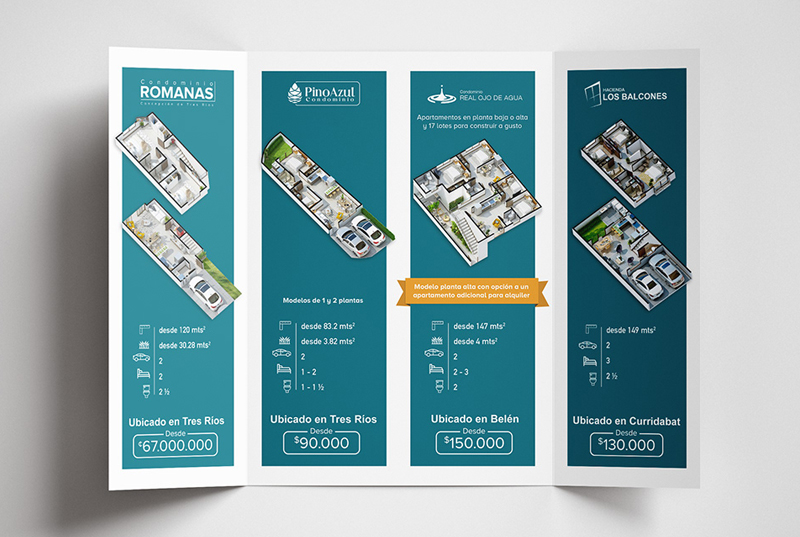 Condominio
ROMANAS
Concepción de Tres Ríos
desde 120 mts²
desde 30.28 mts²
2
2
2 ½
Ubicado en Tres Ríos
Desde
¢67.000.000
PinoAzul
Condominio
Modelos de 1 y 2 plantas
desde 83.2 mts²
desde 3.82 mts²
2
1 - 2
1 - 1 ½
Ubicado en Tres Rios
Desde
$90.000
Condominio
REAL OJO DE AGUA
Apartamentos en planta baja o alta
y 17 lotes para construir a gusto
Modelo planta alta con opción a un
apartamento adicional para alquiler
desde 147 mts²
desde 4 mts²
2
2 - 3
2
Ubicado en Belén
Desde
$150.000
HACIENDA
LOS BALCONES
desde 149 mts²
2
3
2 ½
Ubicado en Curridabat
Desde
$130.000